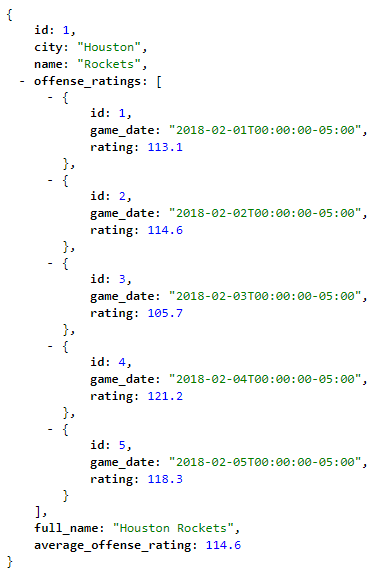 {
    id: 1,
    city: "Houston",
    name: "Rockets",
  - offense_ratings: [
      - {
            id: 1,
            game_date: "2018-02-01T00:00:00-05:00",
            rating: 113.1
        },
      - {
            id: 2,
            game_date: "2018-02-02T00:00:00-05:00",
            rating: 114.6
        },
      - {
            id: 3,
            game_date: "2018-02-03T00:00:00-05:00",
            rating: 105.7
        },
      - {
            id: 4,
            game_date: "2018-02-04T00:00:00-05:00",
            rating: 121.2
        },
      - {
            id: 5,
            game_date: "2018-02-05T00:00:00-05:00",
            rating: 118.3
        }
    ],
    full_name: "Houston Rockets",
    average_offense_rating: 114.6
}